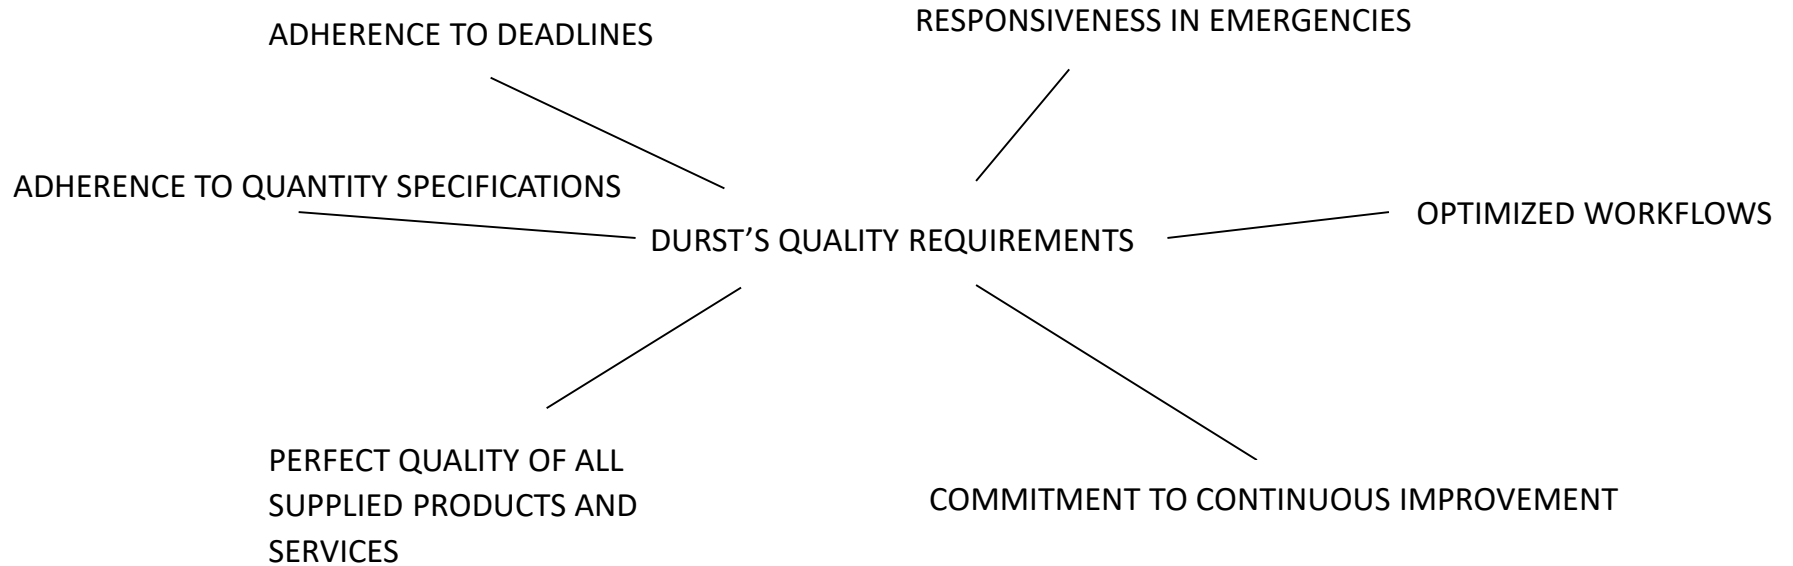 ADHERENCE TO DEADLINES
RESPONSIVENESS IN EMERGENCIES
ADHERENCE TO QUANTITY SPECIFICATIONS
OPTIMIZED WORKFLOWS
DURST’S QUALITY REQUIREMENTS
PERFECT QUALITY OF ALL
SUPPLIED PRODUCTS AND
SERVICES
COMMITMENT TO CONTINUOUS IMPROVEMENT